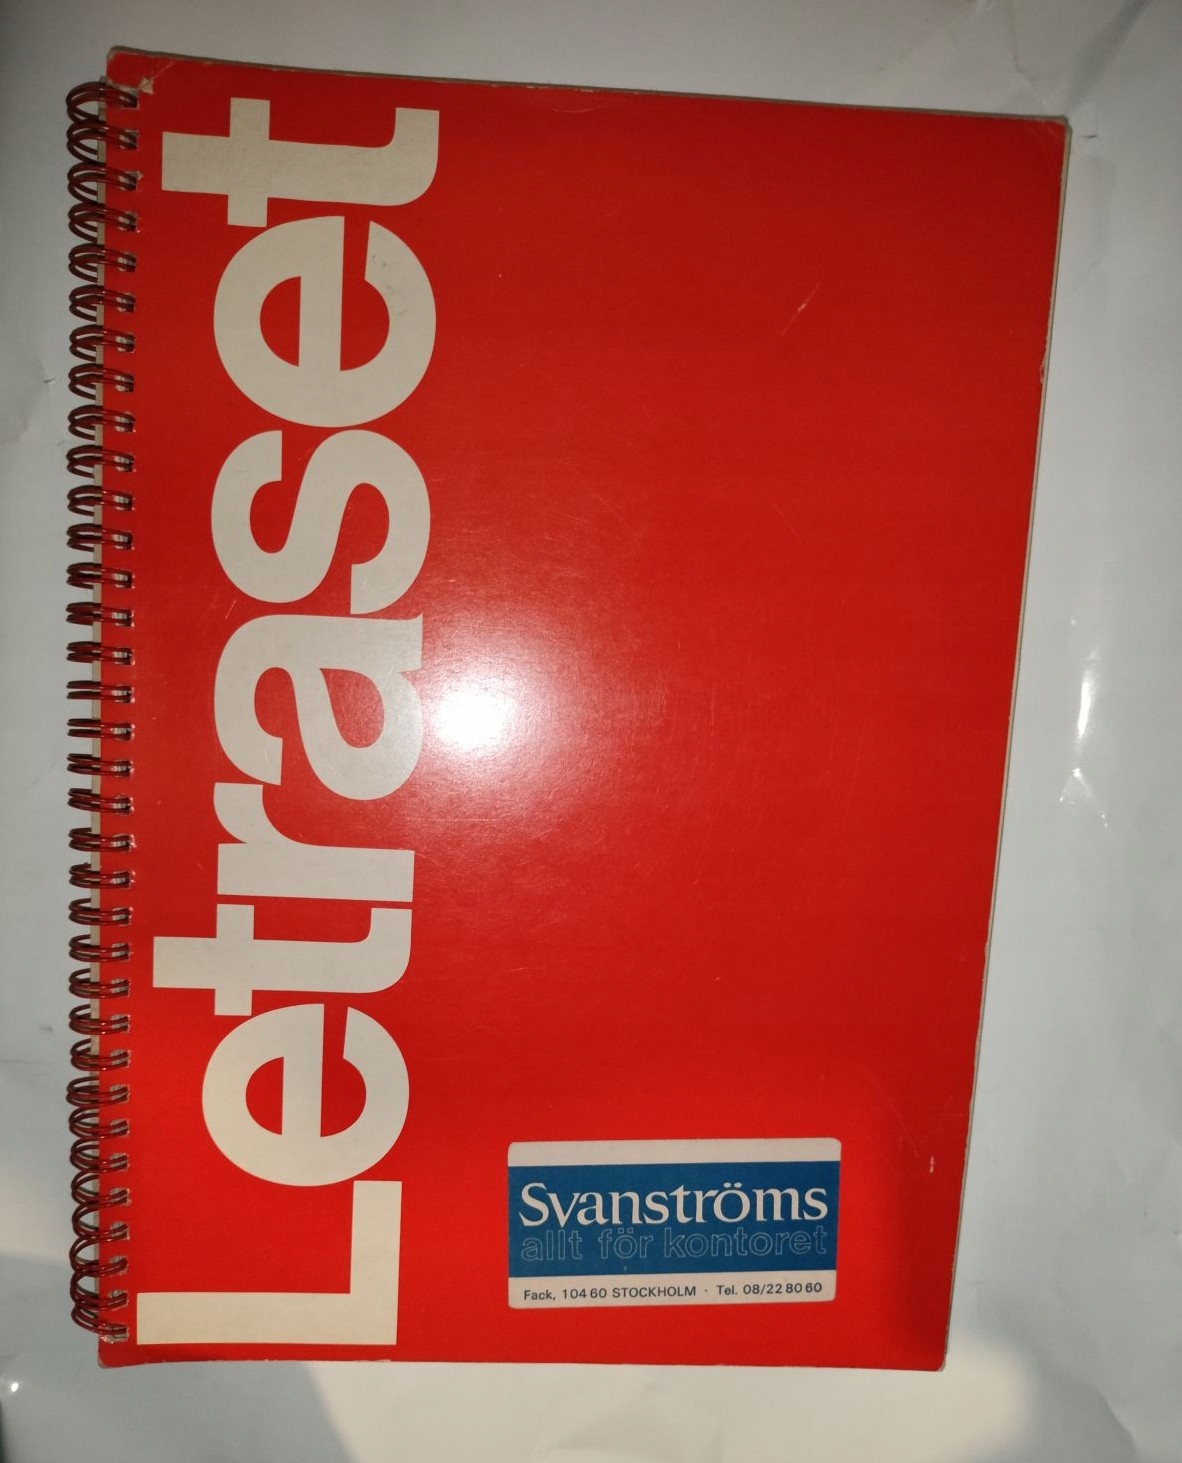 Letraset
Svanströms
allt för kontoret
Fack, 104 60 STOCKHOLM · Tel. 08/22 80 60